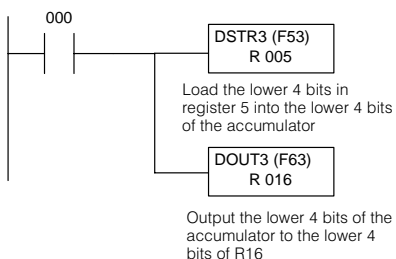 000
DSTR3 (F53)
R 005
Load the lower 4 bits in
register 5 into the lower 4 bits
of the accumulator
DOUT3 (F63)
R 016
Output the lower 4 bits of the
accumulator to the lower 4
bits of R16